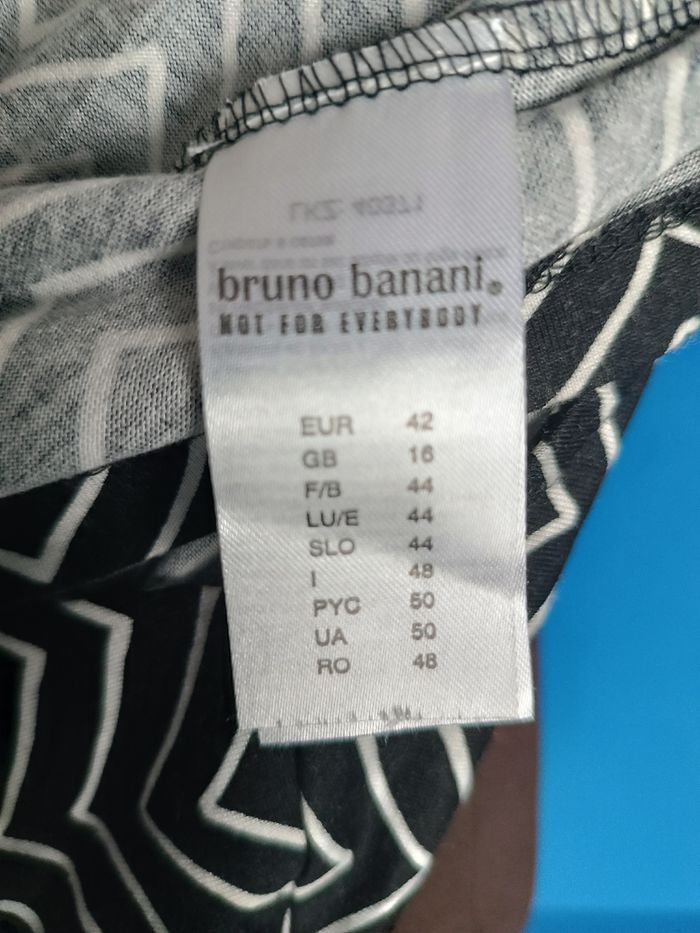 bruno banani®
NOT FOR EVERYBODY
EUR 42
GB 16
F/B 44
LU/E 44
SLO 44
I 48
РУС 50
UA 50
RO 48